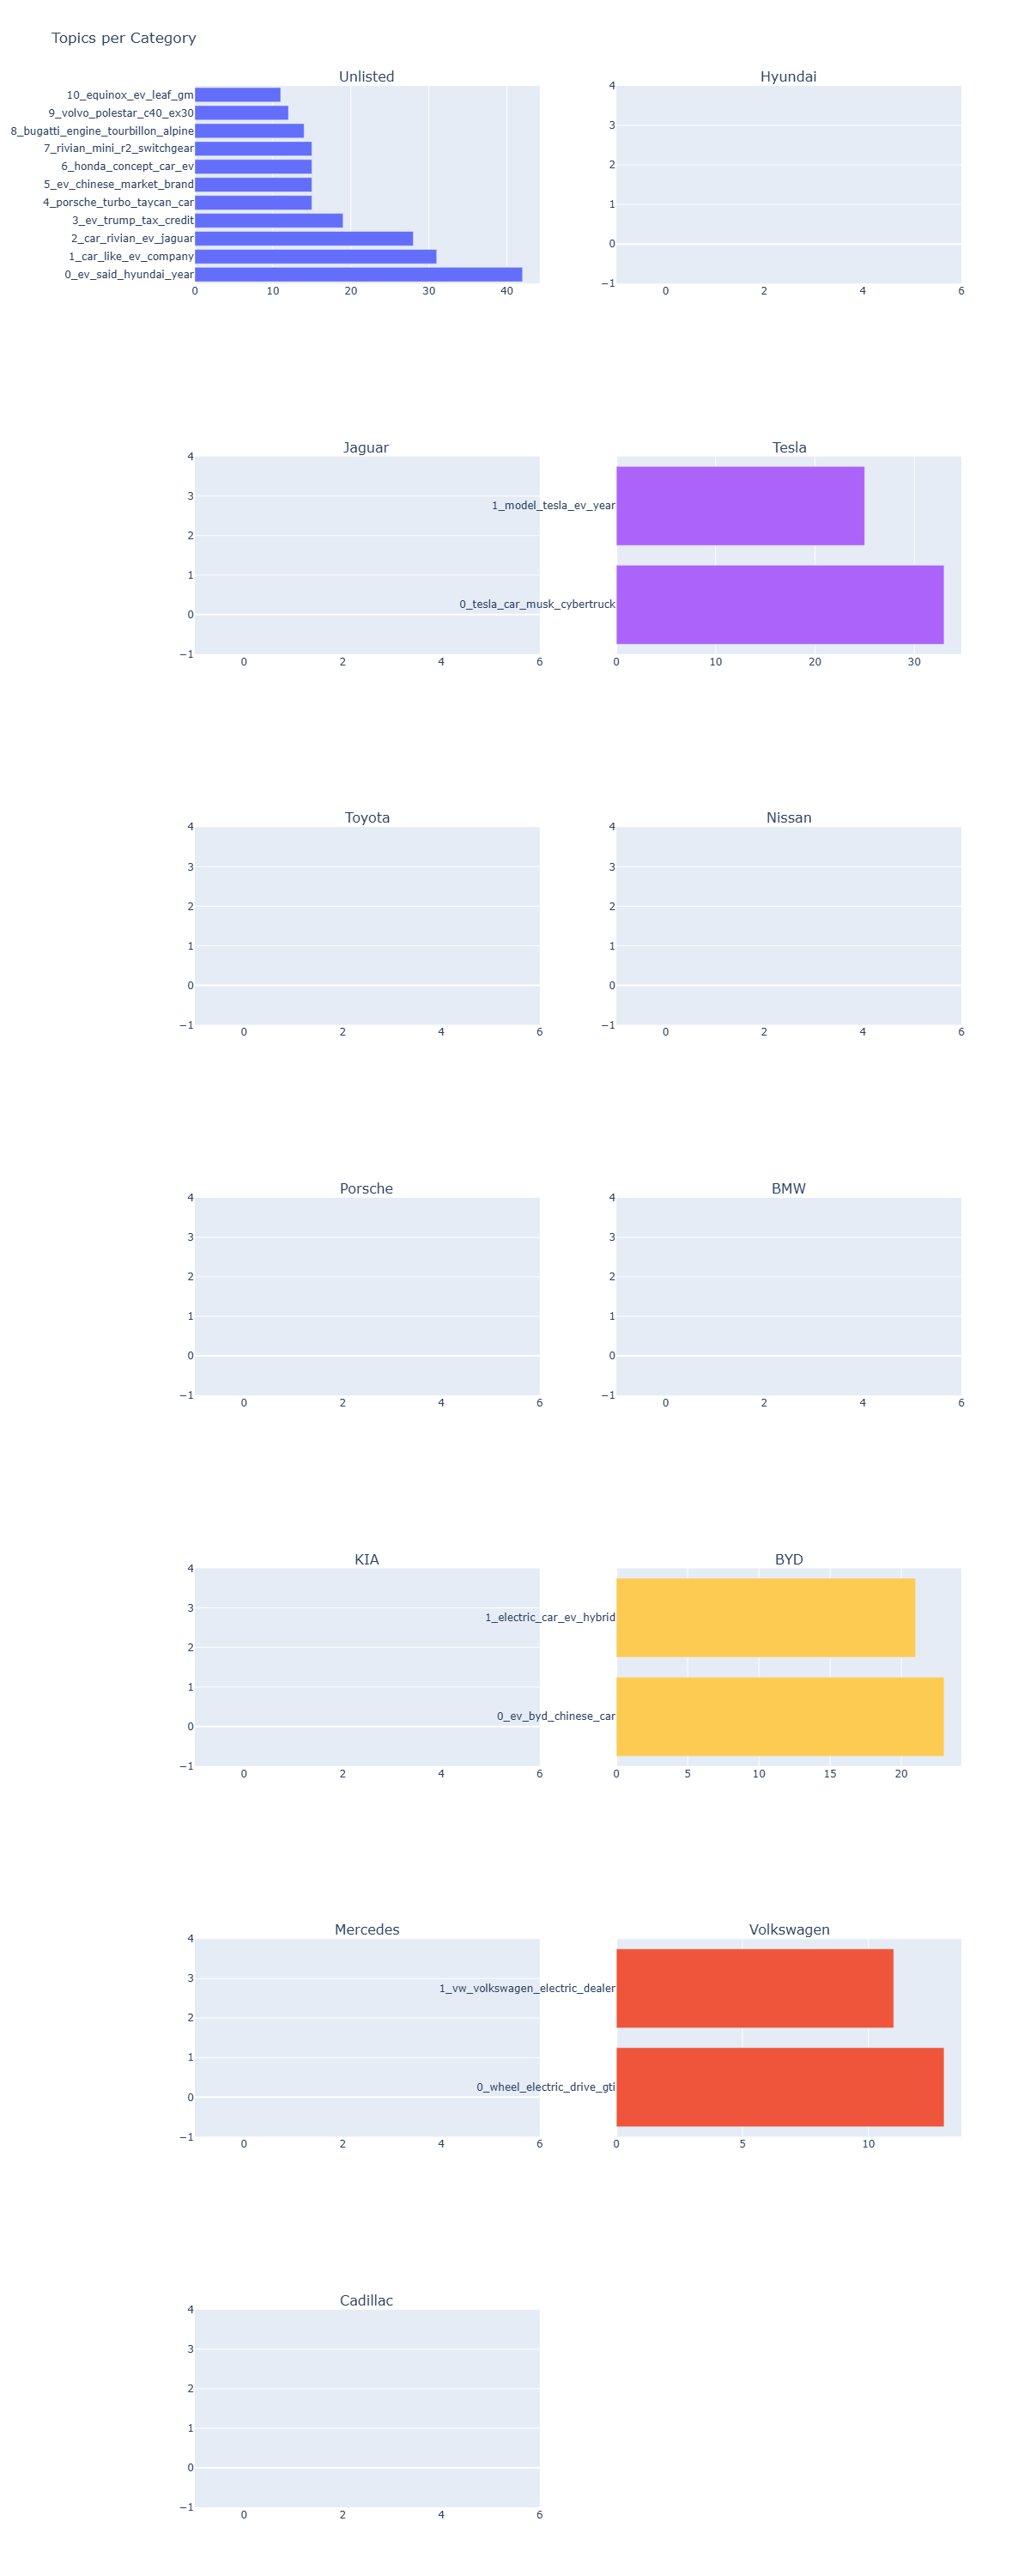 Topics per Category
Unlisted
10_equinox_ev_leaf_gm
9_volvo_polestar_c40_ex30
8_bugatti_engine_tourbillon_alpine
7_rivian_mini_r2_switchgear
6_honda_concept_car_ev
5_ev_chinese_market_brand
4_porsche_turbo_taycan_car
3_ev_trump_tax_credit
2_car_rivian_ev_jaguar
1_car_like_ev_company
0_ev_said_hyundai_year
0 10 20 30 40
Hyundai
4
3
2
1
0
−1
0 2 4 6
Jaguar
4
3
2
1
0
−1
0 2 4 6
Tesla
1_model_tesla_ev_year
0_tesla_car_musk_cybertruck
0 10 20 30
Toyota
4
3
2
1
0
−1
0 2 4 6
Nissan
4
3
2
1
0
−1
0 2 4 6
Porsche
4
3
2
1
0
−1
0 2 4 6
BMW
4
3
2
1
0
−1
0 2 4 6
KIA
4
3
2
1
0
−1
0 2 4 6
BYD
1_electric_car_ev_hybrid
0_ev_byd_chinese_car
0 5 10 15 20
Mercedes
4
3
2
1
0
−1
0 2 4 6
Volkswagen
1_vw_volkswagen_electric_dealer
0_wheel_electric_drive_gti
0 5 10
Cadillac
4
3
2
1
0
−1
0 2 4 6